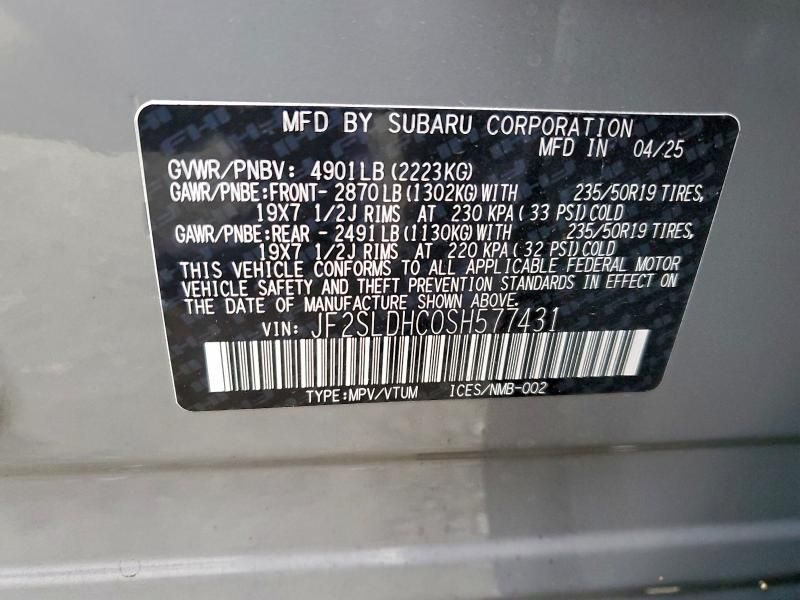 MFD BY SUBARU CORPORATION
MFD IN 04/25
GVWR/PNBV: 4901LB(2223KG)
GAWR/PNBE:FRONT- 2870LB(1302KG)WITH 235/50R19 TIRES,
19X7 1/2J RIMS AT 230 KPA(33 PSI)COLD
GAWR/PNBE:REAR - 2491LB(1130KG)WITH 235/50R19 TIRES,
19X7 1/2J RIMS AT 220 KPA(32 PSI)COLD
THIS VEHICLE CONFORMS TO ALL APPLICABLE FEDERAL MOTOR
VEHICLE SAFETY AND THEFT PREVENTION STANDARDS IN EFFECT ON
THE DATE OF MANUFACTURE SHOWN ABOVE.
VIN: JF2SLDHC0SH577431
TYPE:MPV/VTUM ICES/NMB-002